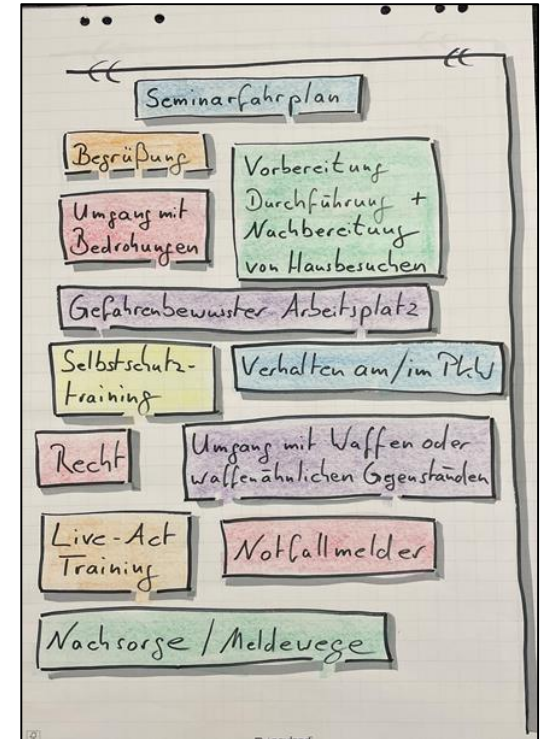 Seminarfahrplan
Begrüßung
Vorbereitung
Durchführung +
Nachbereitung
von Hausbesuchen
Umgang mit
Bedrohungen
Gefahrenbewusster Arbeitsplatz
Selbstschutz-
training
Verhalten am/im PKW
Recht
Umgang mit Waffen oder
waffenähnlichen Gegenständen
Live-Act
Training
Notfallmelder
Nachsorge / Meldewege